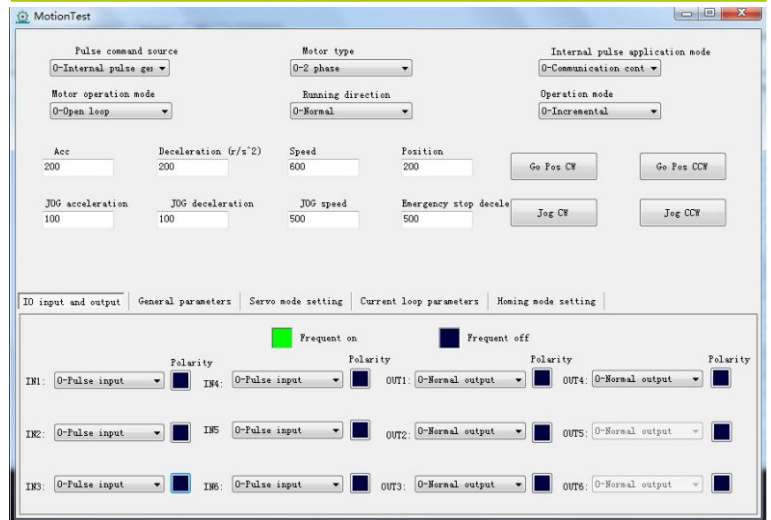 MotionTest
Pulse command source Motor type Internal pulse application mode
0-Internal pulse ger 0-2 phase 0-Communication cont
Motor operation mode Running direction Operation mode
0-Open loop 0-Normal 0-Incremental
Acc Deceleration (r/s^2) Speed Position
200 200 600 200 Go Pos CW Go Pos CCW
JOG acceleration JOG deceleration JOG speed Emergency stop decele
100 100 500 500 Jog CW Jog CCW
IO input and output General parameters Servo mode setting Current loop parameters Homing mode setting
Frequent on Frequent off
Polarity Polarity Polarity Polarity
IN1: 0-Pulse input IN4: 0-Pulse input OUT1: 0-Normal output OUT4: 0-Normal output
IN2: 0-Pulse input IN5 0-Pulse input OUT2: 0-Normal output OUT5: 0-Normal output
IN3: 0-Pulse input IN6: 0-Pulse input OUT3: 0-Normal output OUT6: 0-Normal output